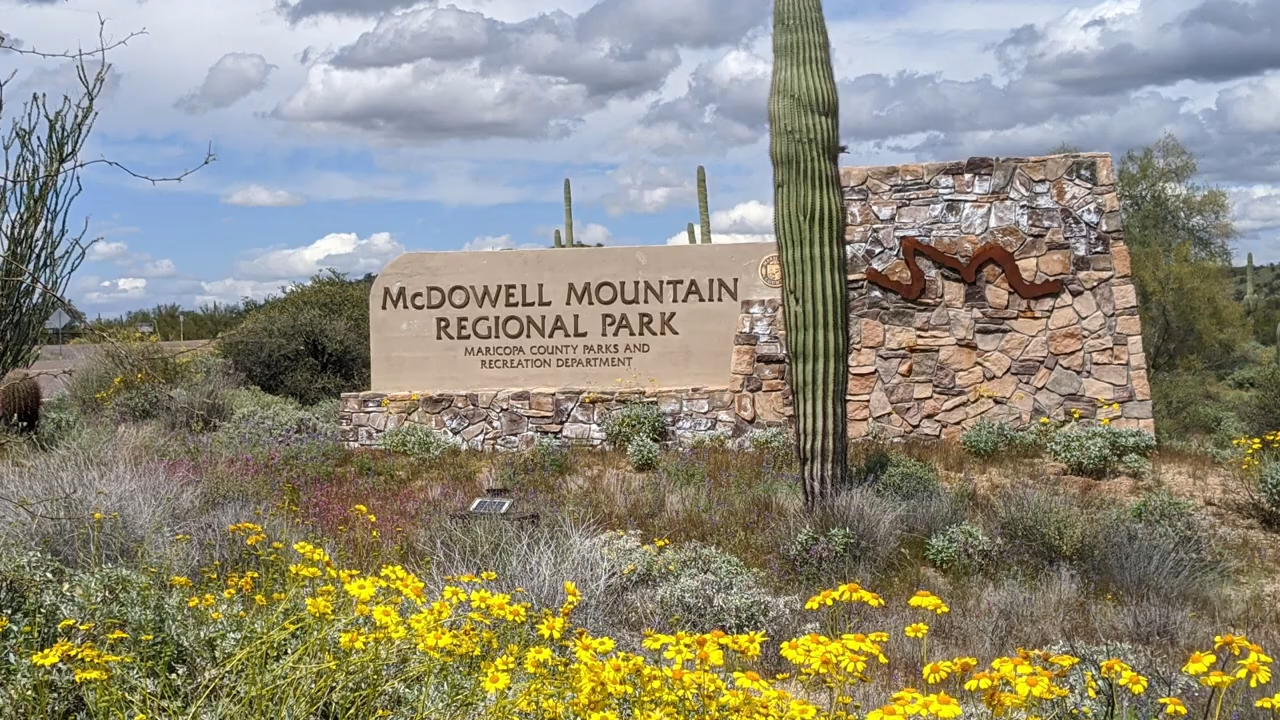 McDOWELL MOUNTAIN
REGIONAL PARK
MARICOPA COUNTY PARKS AND
RECREATION DEPARTMENT